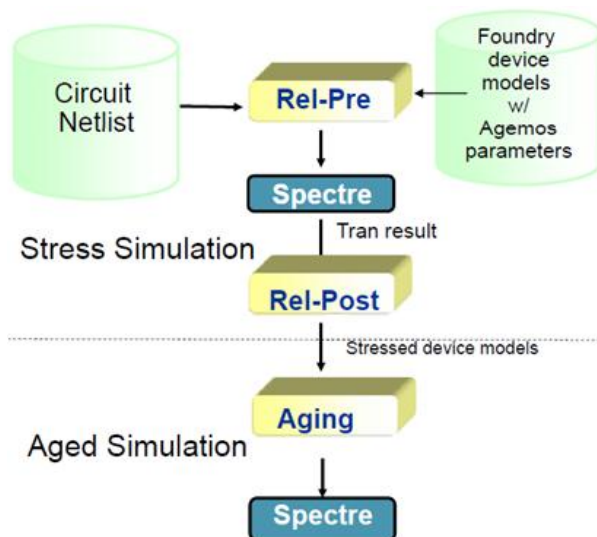 Circuit
Netlist
Rel-Pre
Foundry
device
models
w/
Agemos
parameters
Spectre
Tran result
Stress Simulation
Rel-Post
Stressed device models
Aging
Aged Simulation
Spectre